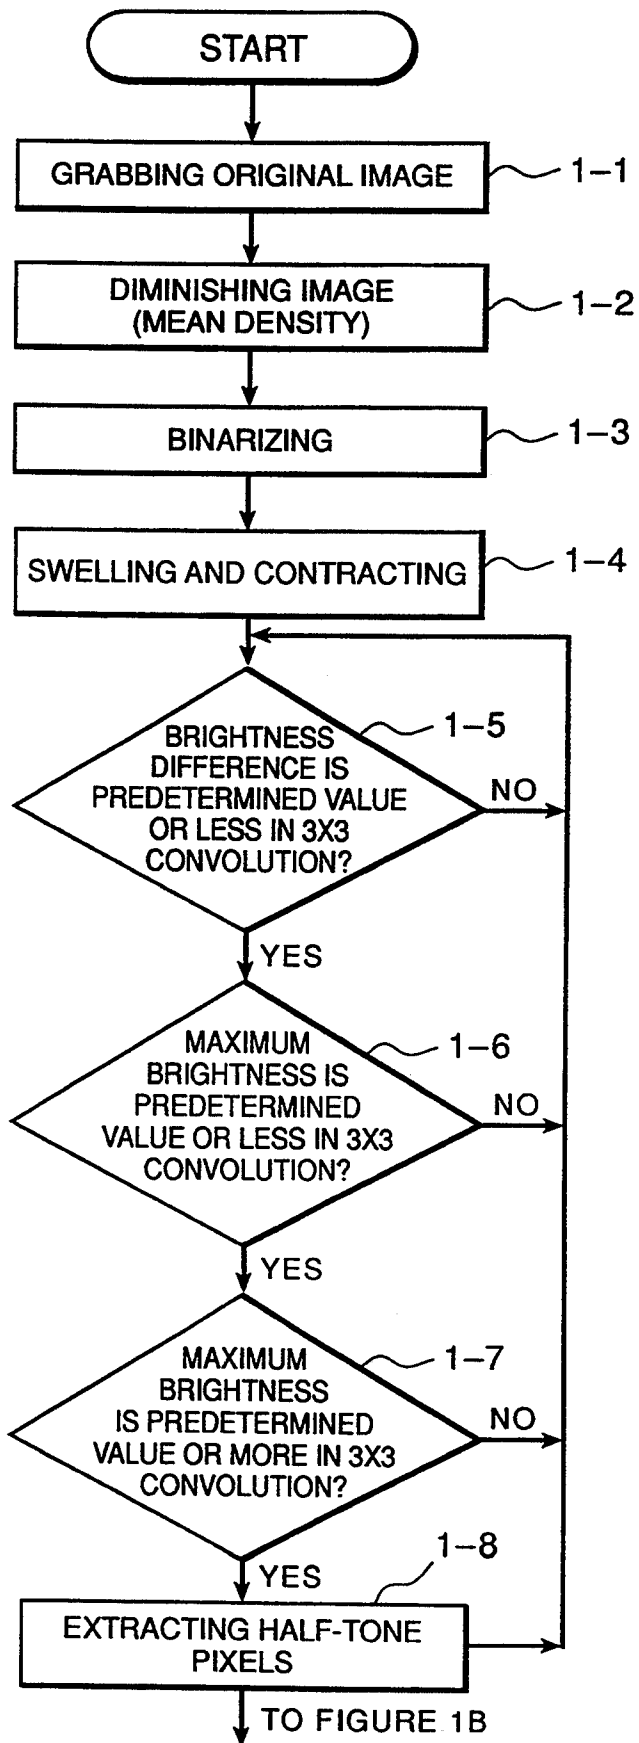 START
GRABBING ORIGINAL IMAGE
1-1
DIMINISHING IMAGE
(MEAN DENSITY)
1-2
BINARIZING
1-3
SWELLING AND CONTRACTING
1-4
1-5
BRIGHTNESS
DIFFERENCE IS
PREDETERMINED VALUE
OR LESS IN 3X3
CONVOLUTION?
NO
YES
1-6
MAXIMUM
BRIGHTNESS IS
PREDETERMINED
VALUE OR LESS IN 3X3
CONVOLUTION?
NO
YES
1-7
MAXIMUM
BRIGHTNESS
IS PREDETERMINED
VALUE OR MORE IN 3X3
CONVOLUTION?
NO
YES
1-8
EXTRACTING HALF-TONE
PIXELS
TO FIGURE 1B